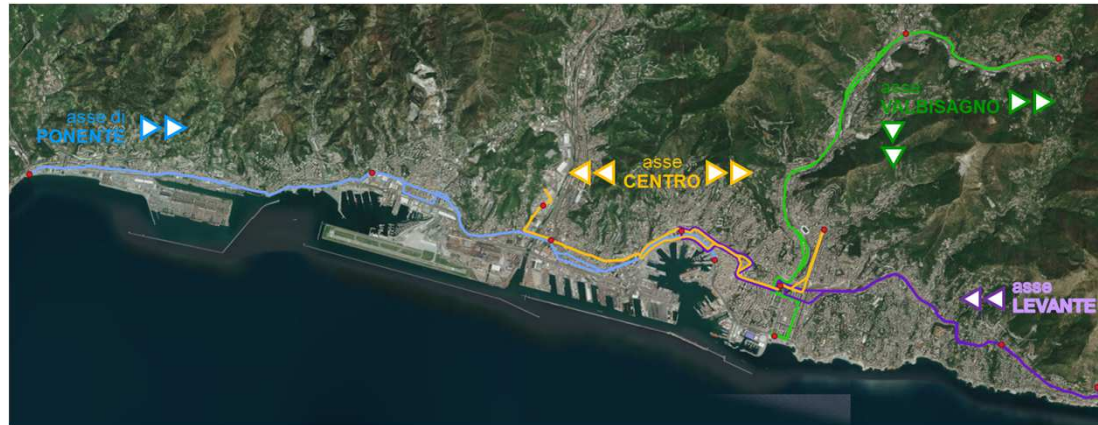 asse di
PONENTE
asse
CENTRO
asse
VALBISAGNO
asse
LEVANTE